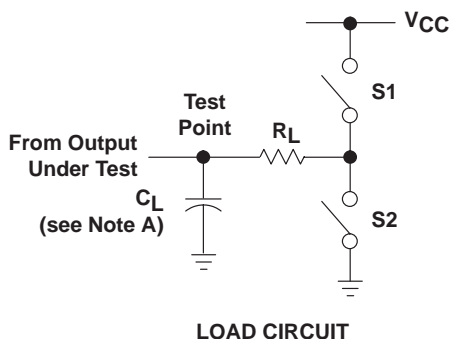 VCC
S1
Test
Point
RL
From Output
Under Test
CL
(see Note A)
S2
LOAD CIRCUIT